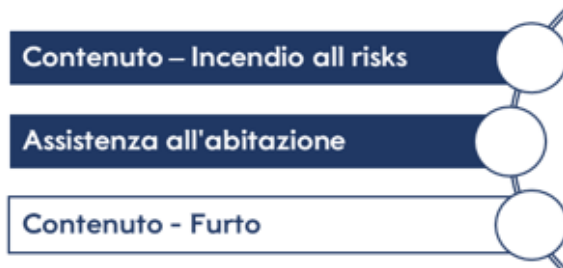 Contenuto – Incendio all risks
Assistenza all'abitazione
Contenuto - Furto